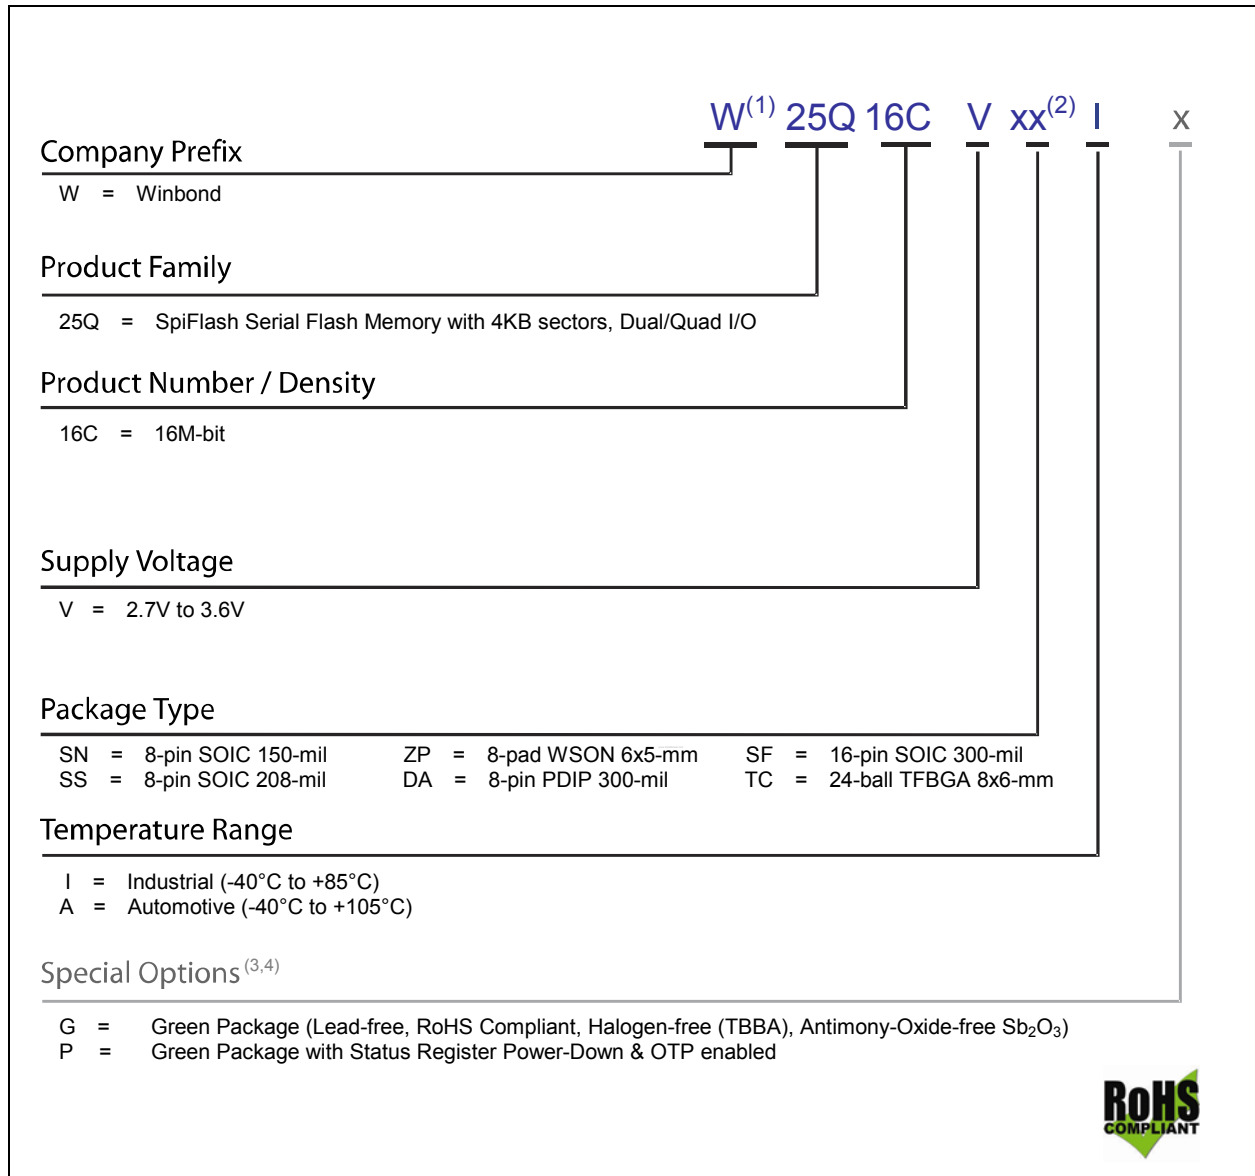 W(1) 25Q 16C V xx(2) I x
Company Prefix
W = Winbond
Product Family
25Q = SpiFlash Serial Flash Memory with 4KB sectors, Dual/Quad I/O
Product Number / Density
16C = 16M-bit
Supply Voltage
V = 2.7V to 3.6V
Package Type
SN = 8-pin SOIC 150-mil ZP = 8-pad WSON 6x5-mm SF = 16-pin SOIC 300-mil
SS = 8-pin SOIC 208-mil DA = 8-pin PDIP 300-mil TC = 24-ball TFBGA 8x6-mm
Temperature Range
I = Industrial (-40°C to +85°C)
A = Automotive (-40°C to +105°C)
Special Options (3,4)
G = Green Package (Lead-free, RoHS Compliant, Halogen-free (TBBA), Antimony-Oxide-free Sb₂O₃)
P = Green Package with Status Register Power-Down & OTP enabled
RoHS
COMPLIANT